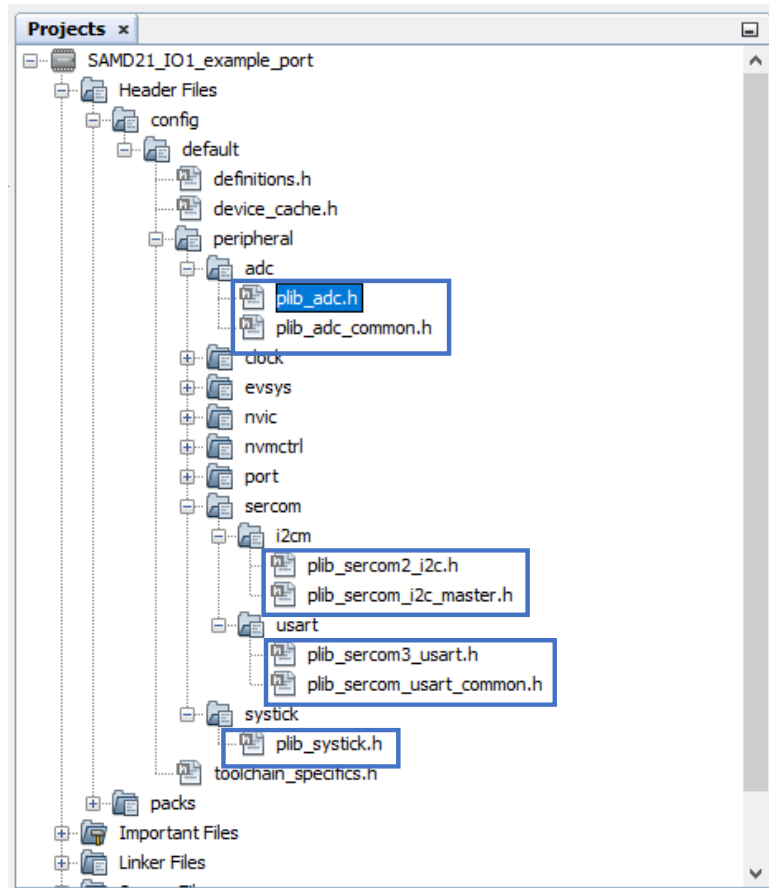 Projects ×
SAMD21_IO1_example_port
Header Files
config
default
definitions.h
device_cache.h
peripheral
adc
plib_adc.h
plib_adc_common.h
clock
evsys
nvic
nvmctrl
port
sercom
i2cm
plib_sercom2_i2c.h
plib_sercom_i2c_master.h
usart
plib_sercom3_usart.h
plib_sercom_usart_common.h
systick
plib_systick.h
toolchain_specifics.h
packs
Important Files
Linker Files